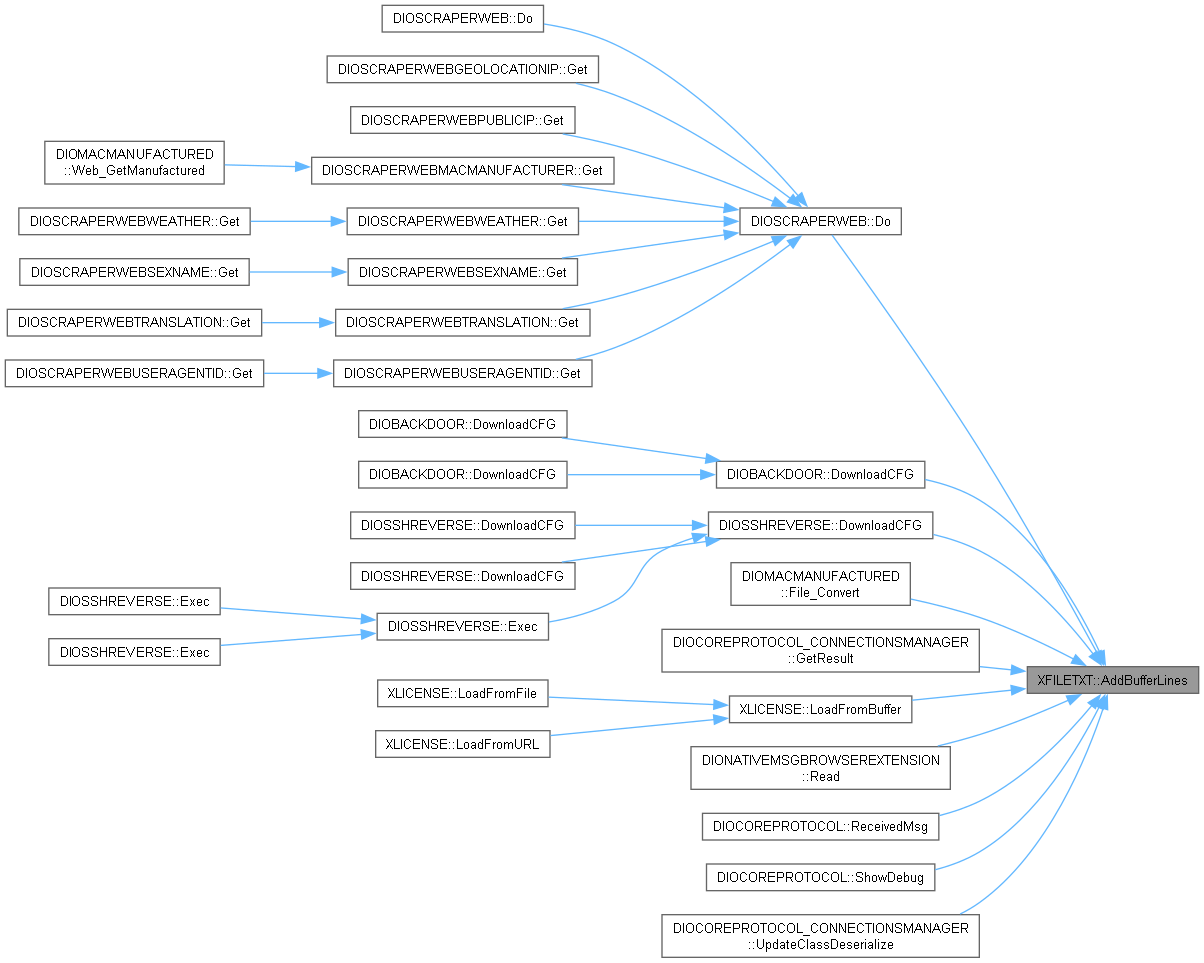 DIOSCRAPERWEB::Do
DIOSCRAPERWEBGEOLOCATIONIP::Get
DIOSCRAPERWEBPUBLICIP::Get
DIOMACMANUFACTURED
::Web_GetManufactured
DIOSCRAPERWEBMACMANUFACTURER::Get
DIOSCRAPERWEBWEATHER::Get
DIOSCRAPERWEBWEATHER::Get
DIOSCRAPERWEB::Do
DIOSCRAPERWEBSEXNAME::Get
DIOSCRAPERWEBSEXNAME::Get
DIOSCRAPERWEBTRANSLATION::Get
DIOSCRAPERWEBTRANSLATION::Get
DIOSCRAPERWEBUSERAGENTID::Get
DIOSCRAPERWEBUSERAGENTID::Get
DIOBACKDOOR::DownloadCFG
DIOBACKDOOR::DownloadCFG
DIOBACKDOOR::DownloadCFG
DIOSSHREVERSE::DownloadCFG
DIOSSHREVERSE::DownloadCFG
DIOSSHREVERSE::DownloadCFG
DIOMACMANUFACTURED
::File_Convert
DIOSSHREVERSE::Exec
DIOSSHREVERSE::Exec
DIOSSHREVERSE::Exec
DIOCOREPROTOCOL_CONNECTIONSMANAGER
::GetResult
XFILETXT::AddBufferLines
XLICENSE::LoadFromFile
XLICENSE::LoadFromBuffer
XLICENSE::LoadFromURL
DIONATIVEMSGBROWSEREXTENSION
::Read
DIOCOREPROTOCOL::ReceivedMsg
DIOCOREPROTOCOL::ShowDebug
DIOCOREPROTOCOL_CONNECTIONSMANAGER
::UpdateClassDeserialize